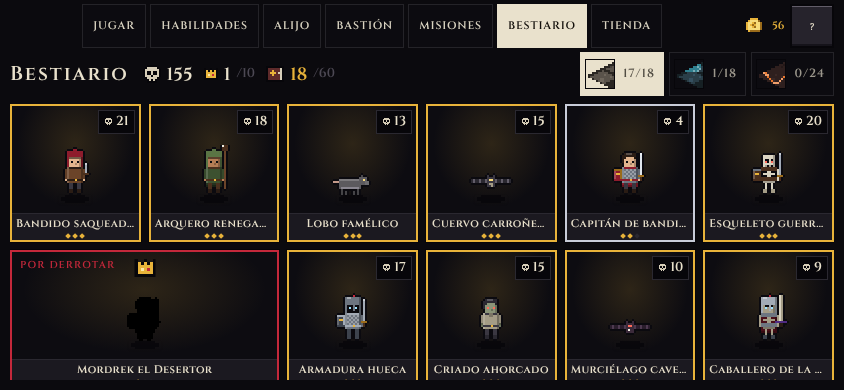 JUGAR HABILIDADES ALIJO BASTIÓN MISIONES BESTIARIO TIENDA 56 ?
BESTIARIO 155 1 /10 18 /60 17/18 1/18 0/24
21 18 13 15 4 20
BANDIDO SAQUEAD... ARQUERO RENEGA... LOBO FAMÉLICO CUERVO CARROÑE... CAPITÁN DE BANDI... ESQUELETO GUERR...
POR DERROTAR 17 15 10 9
MORDREK EL DESERTOR ARMADURA HUECA CRIADO AHORCADO MURCIÉLAGO CAVE... CABALLERO DE LA ...